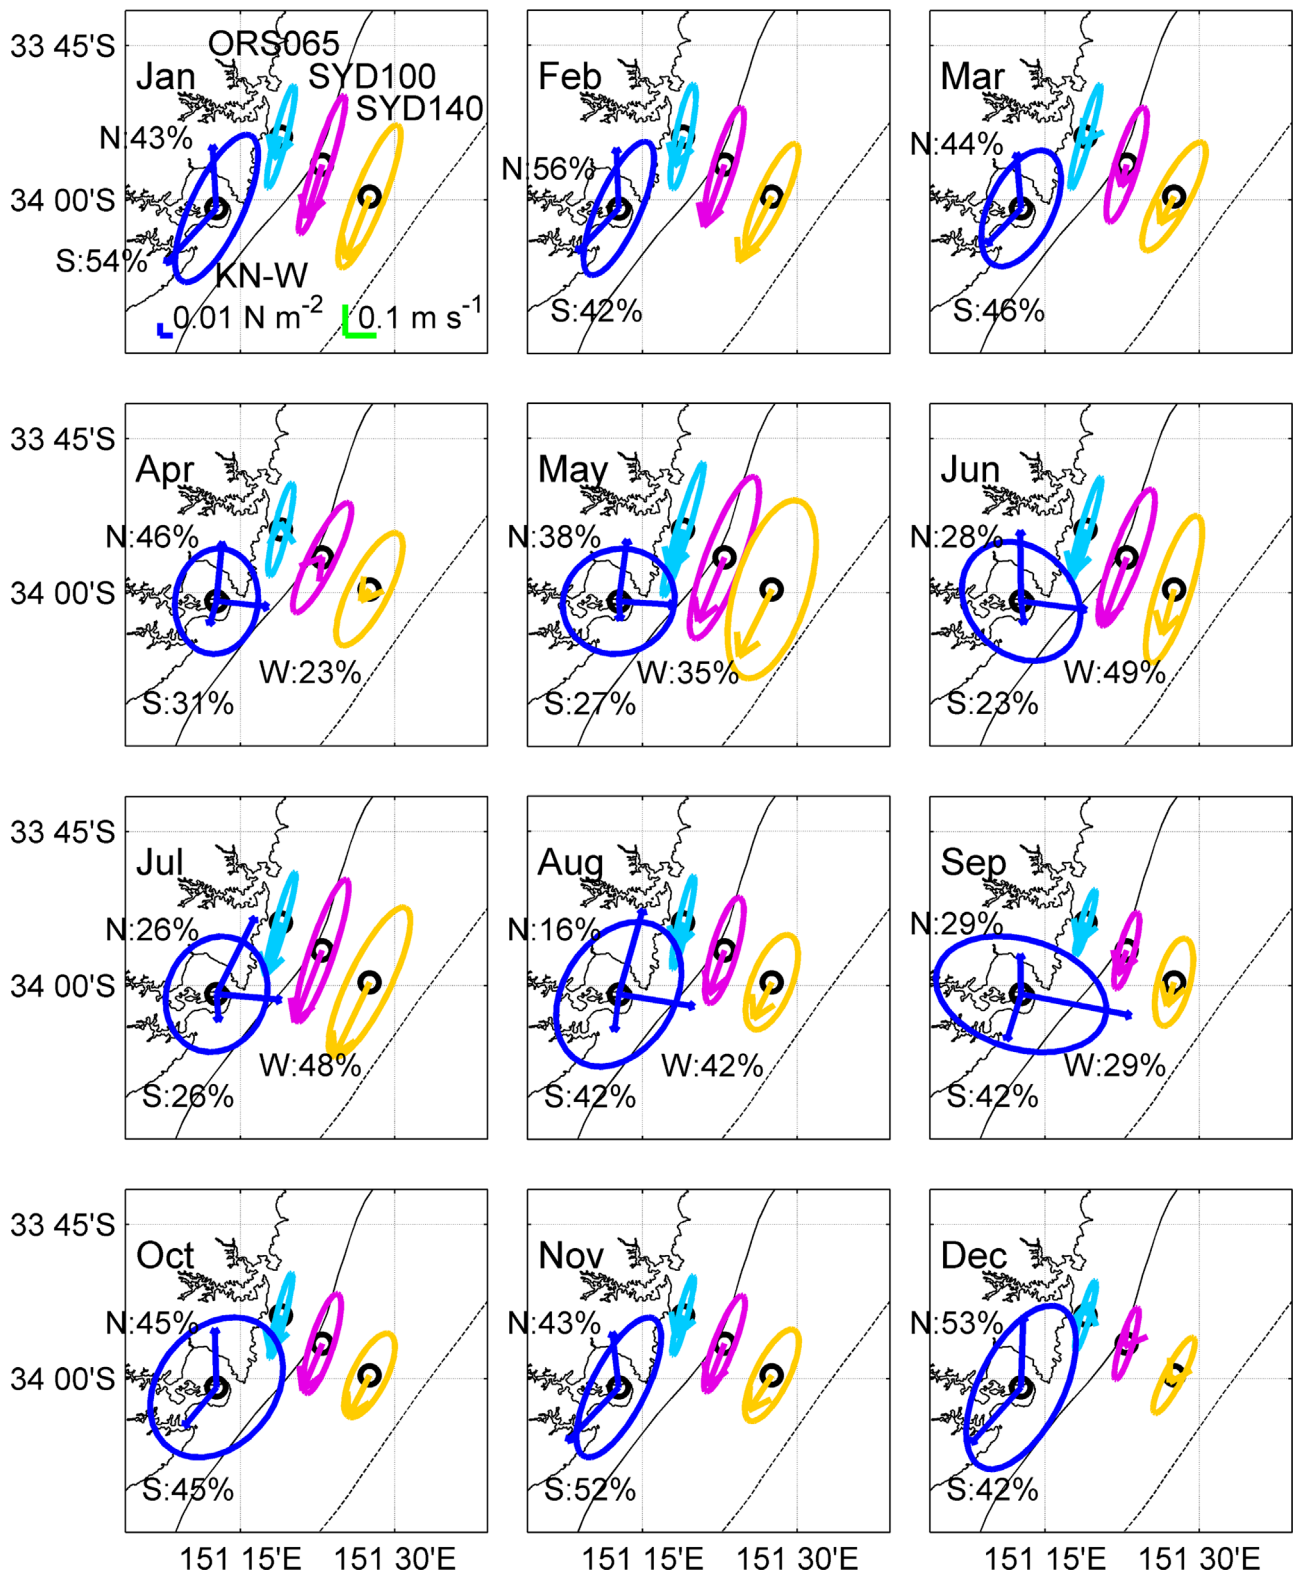 33 45'S
ORS065
Jan
SYD100
SYD140
N:43%
34 00'S
S:54%
KN-W
0.01 N m-2
0.1 m s-1
Feb
N:56%
S:42%
Mar
N:44%
S:46%
33 45'S
Apr
N:46%
34 00'S
W:23%
S:31%
May
N:38%
W:35%
S:27%
Jun
N:28%
W:49%
S:23%
33 45'S
Jul
N:26%
34 00'S
W:48%
S:26%
Aug
N:16%
W:42%
S:42%
Sep
N:29%
W:29%
S:42%
33 45'S
Oct
N:45%
34 00'S
S:45%
151 15'E 151 30'E
Nov
N:43%
S:52%
151 15'E 151 30'E
Dec
N:53%
S:42%
151 15'E 151 30'E